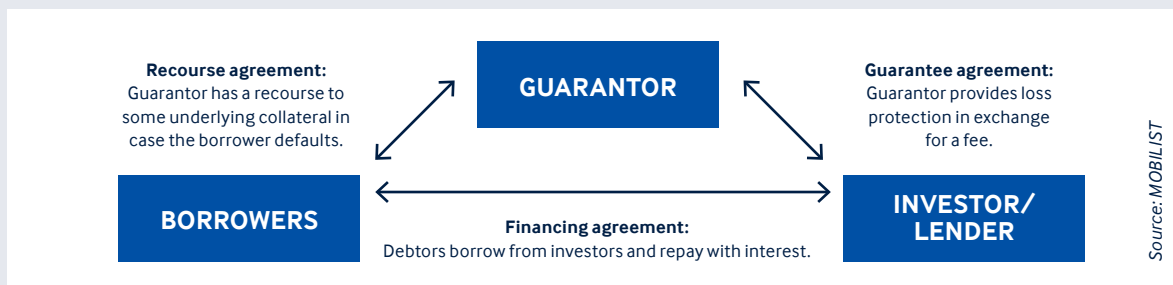 Recourse agreement:
Guarantor has a recourse to
some underlying collateral in
case the borrower defaults.
GUARANTOR
Guarantee agreement:
Guarantor provides loss
protection in exchange
for a fee.
BORROWERS
Financing agreement:
Debtors borrow from investors and repay with interest.
INVESTOR/
LENDER
Source: MOBILIST